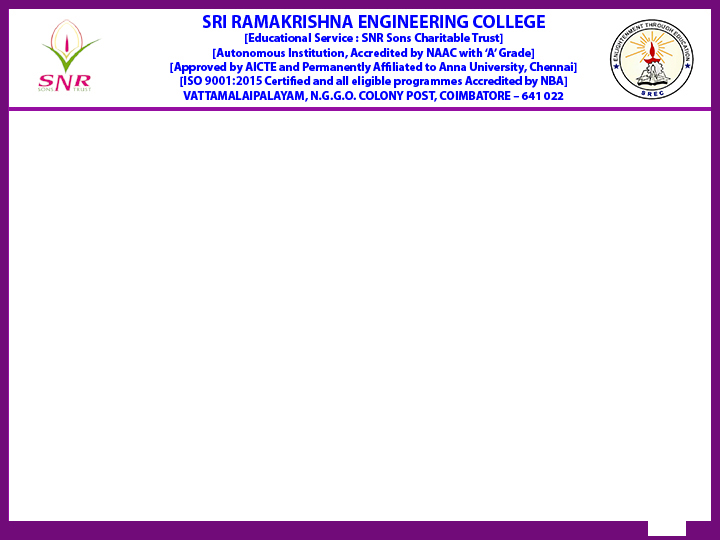 SRI RAMAKRISHNA ENGINEERING COLLEGE
[Educational Service : SNR Sons Charitable Trust]
[Autonomous Institution, Accredited by NAAC with ‘A’ Grade]
[Approved by AICTE and Permanently Affiliated to Anna University, Chennai]
[ISO 9001:2015 Certified and all eligible programmes Accredited by NBA]
VATTAMALAIPALAYAM, N.G.G.O. COLONY POST, COIMBATORE – 641 022
SNR
SONS TRUST
ENLIGHTENMENT THROUGH EDUCATION
SREC